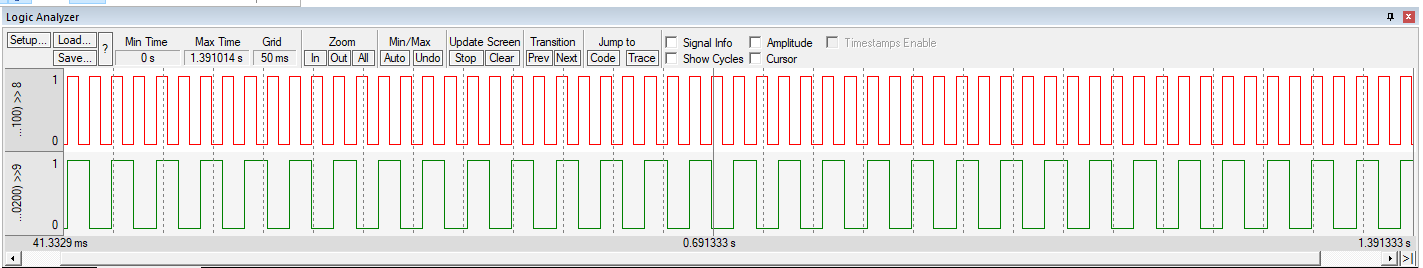 Logic Analyzer
Setup... Load... ? Min Time Max Time Grid Zoom Min/Max Update Screen Transition Jump to Signal Info Amplitude Timestamps Enable
Save... 0 s 1.391014 s 50 ms In Out All Auto Undo Stop Clear Prev Next Code Trace Show Cycles Cursor
1
...100) >> 8
0
1
...0200) >>9
0
41.3329 ms 0.691333 s 1.391333 s
>|